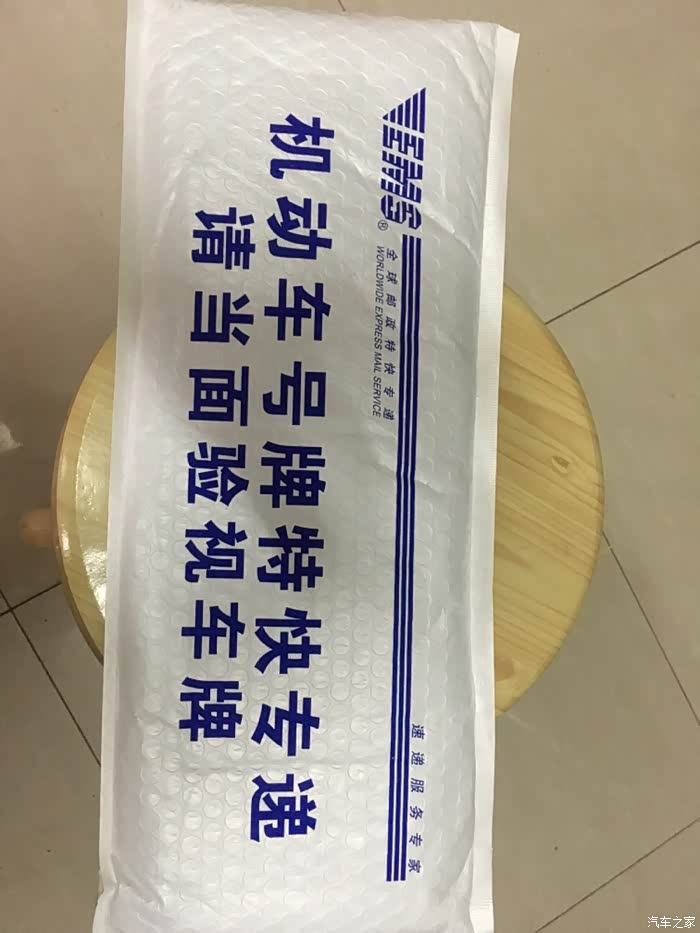 EMS®
全球邮政特快专递
WORLDWIDE EXPRESS MAIL SERVICE
速递服务专家
机动车号牌特快专递
请当面验视车牌
汽车之家